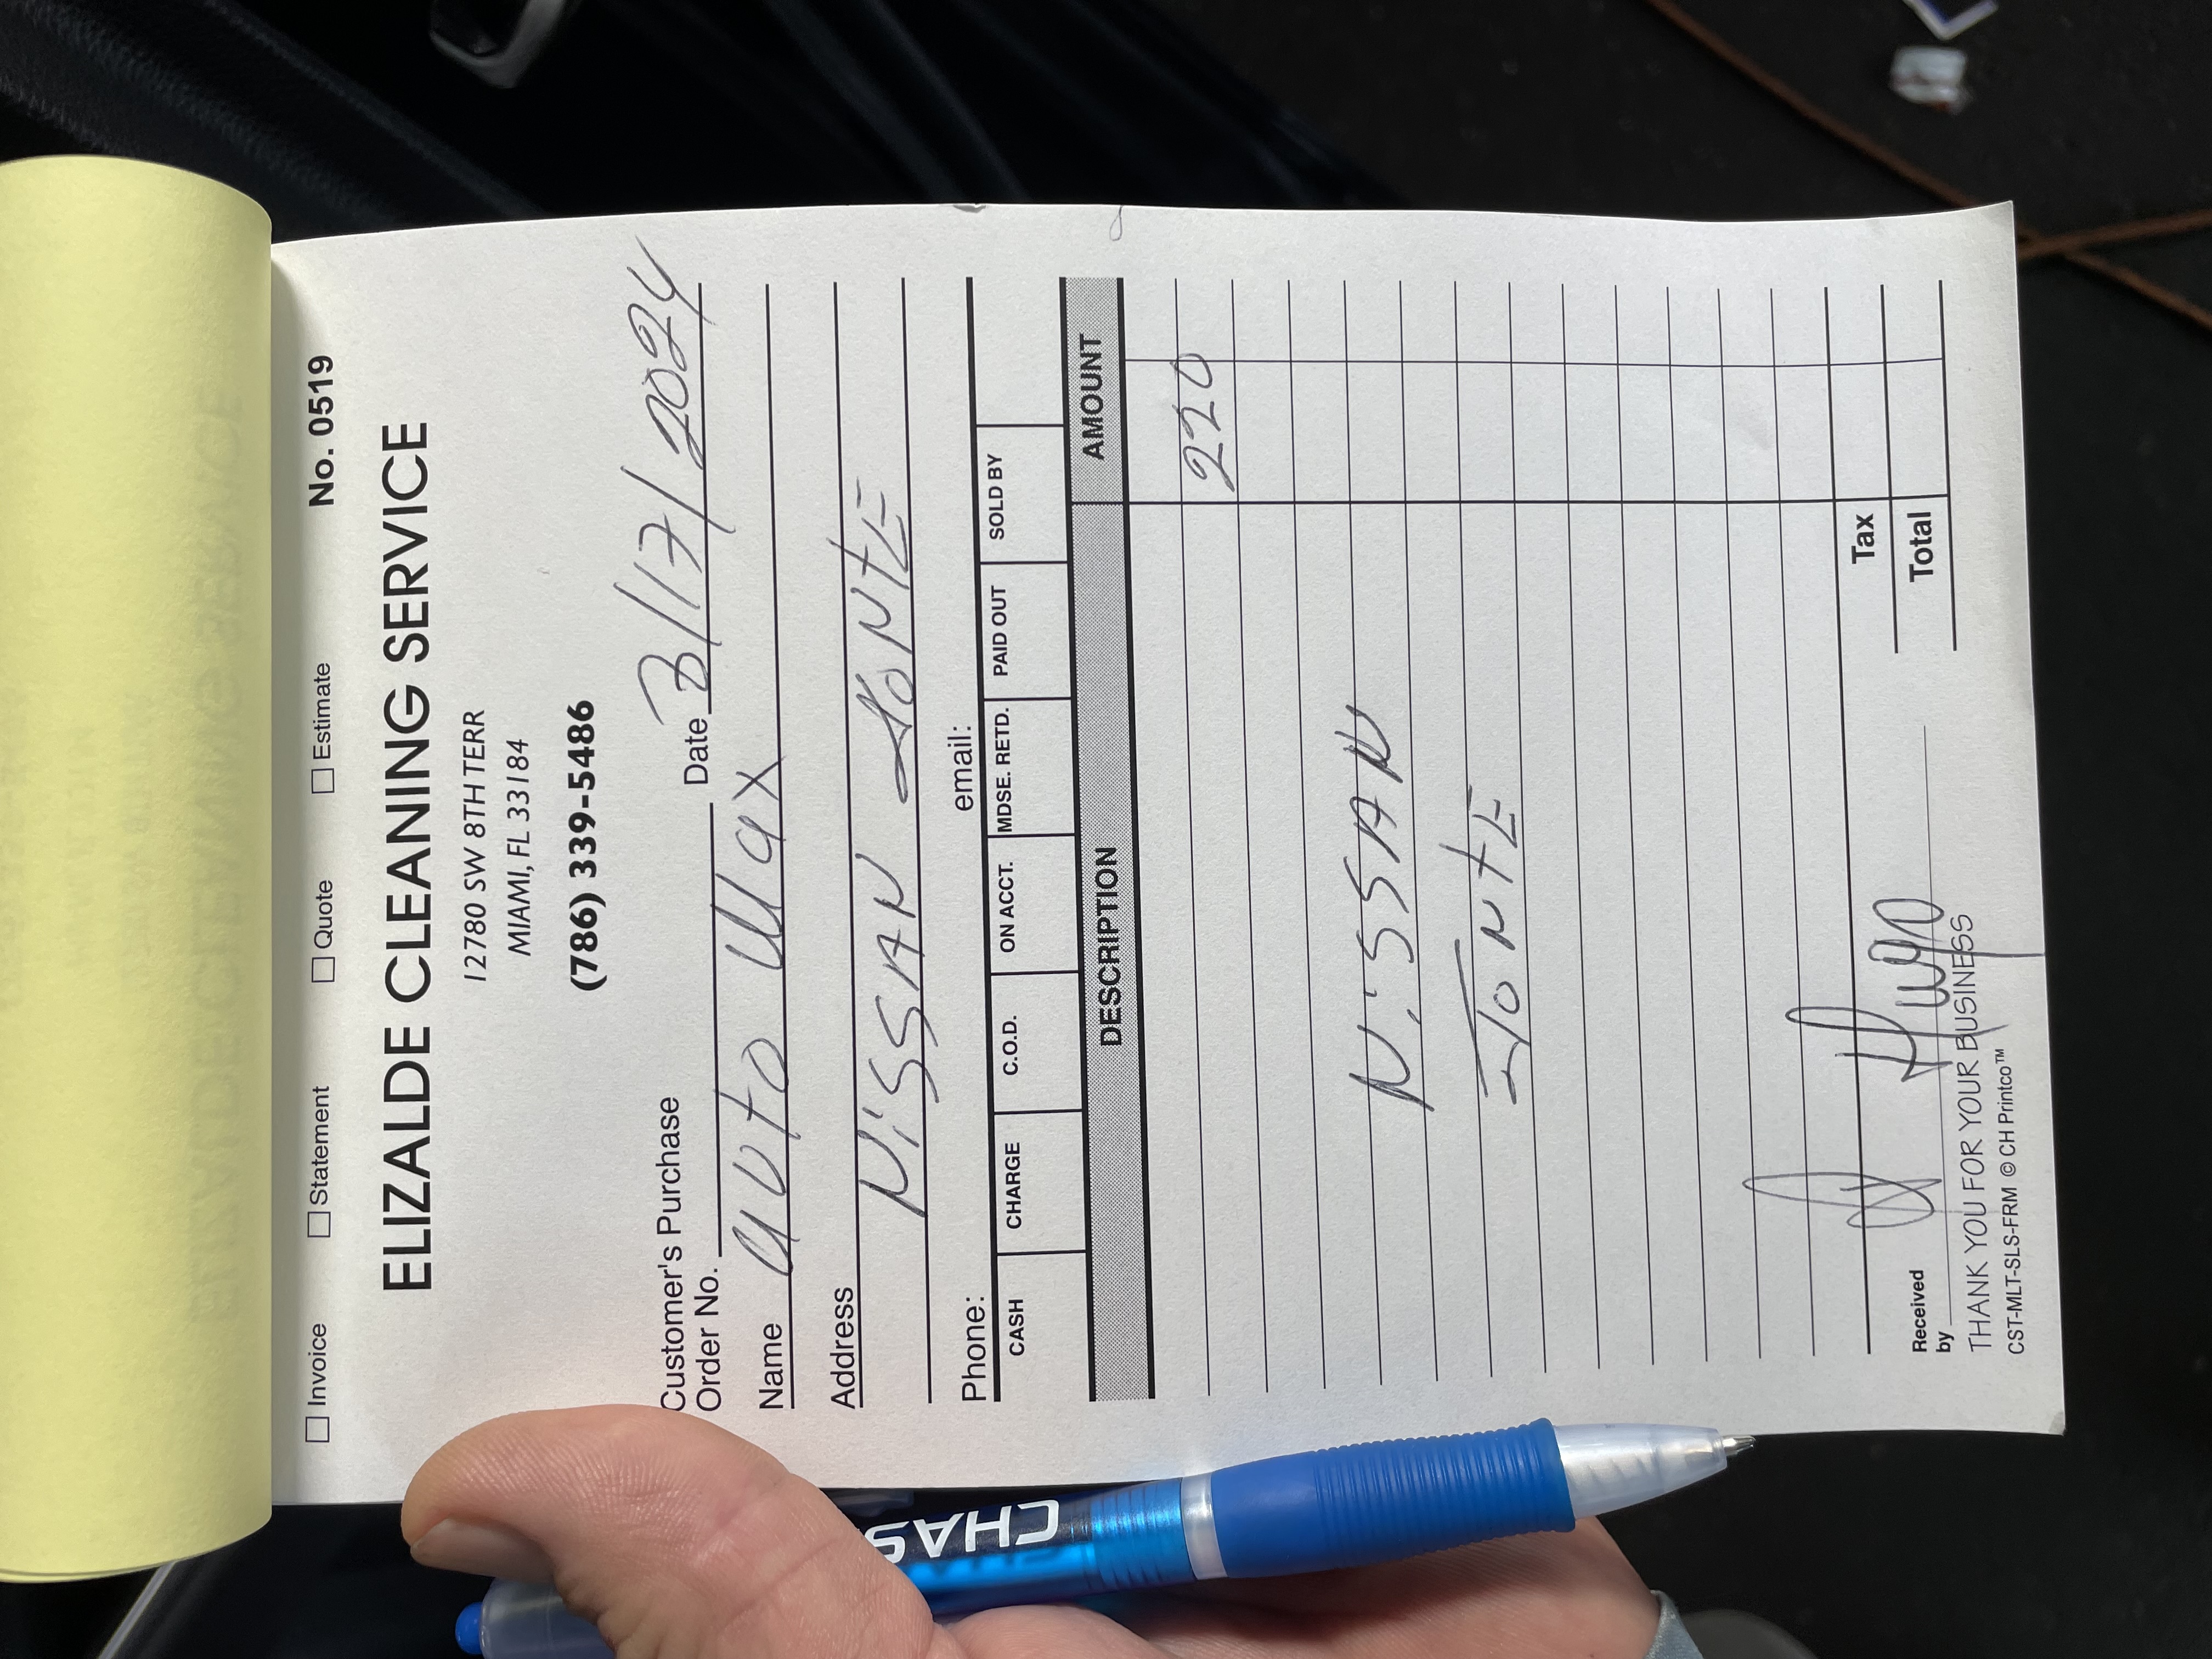 ☐ Invoice ☐ Statement ☐ Quote ☐ Estimate No. 0519
ELIZALDE CLEANING SERVICE
12780 SW 8TH TERR
MIAMI, FL 33184
(786) 339-5486
Customer's Purchase
Order No. Date 3/17/2024
Name Auto Wax
Address NiSSAN
Phone: email:
CASH CHARGE C.O.D. ON ACCT. MDSE. RETD. PAID OUT SOLD BY
DESCRIPTION AMOUNT
220
NiSSAN
Tax
Total
Received
by
THANK YOU FOR YOUR BUSINESS
CST-MLT-SLS-FRM © CH Printco™
CHAS